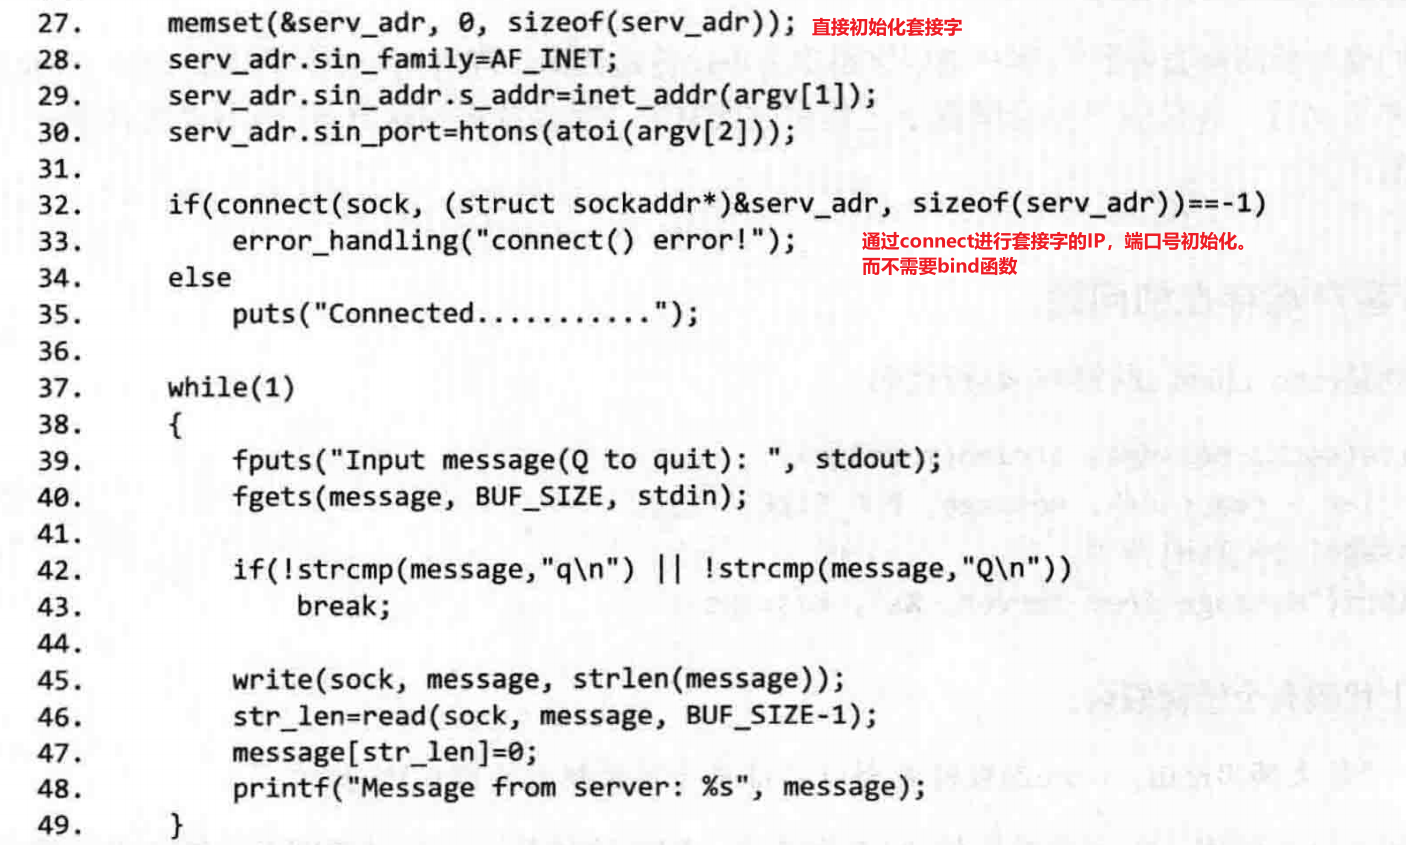 27. memset(&serv_adr, 0, sizeof(serv_adr)); 直接初始化套接字
28. serv_adr.sin_family=AF_INET;
29. serv_adr.sin_addr.s_addr=inet_addr(argv[1]);
30. serv_adr.sin_port=htons(atoi(argv[2]));
31.
32. if(connect(sock, (struct sockaddr*)&serv_adr, sizeof(serv_adr))==-1)
33. error_handling("connect() error!"); 通过connect进行套接字的IP，端口号初始化。
而不需要bind函数
34. else
35. puts("Connected...........");
36.
37. while(1)
38. {
39. fputs("Input message(Q to quit): ", stdout);
40. fgets(message, BUF_SIZE, stdin);
41.
42. if(!strcmp(message,"q\n") || !strcmp(message,"Q\n"))
43. break;
44.
45. write(sock, message, strlen(message));
46. str_len=read(sock, message, BUF_SIZE-1);
47. message[str_len]=0;
48. printf("Message from server: %s", message);
49. }